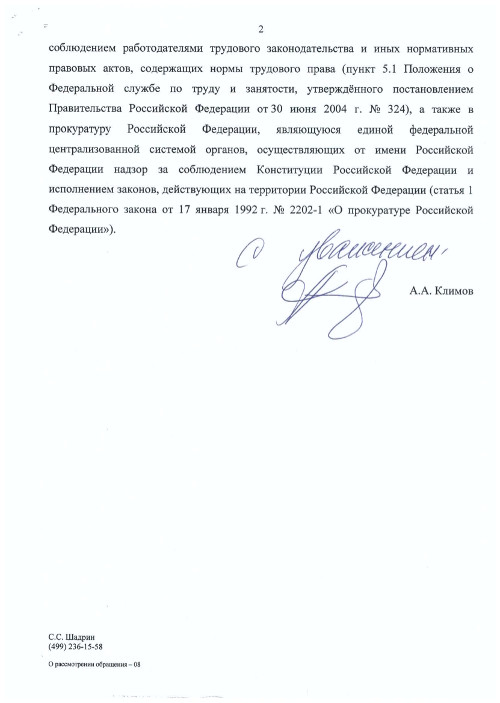 2
соблюдением работодателями трудового законодательства и иных нормативных
правовых актов, содержащих нормы трудового права (пункт 5.1 Положения о
Федеральной службе по труду и занятости, утверждённого постановлением
Правительства Российской Федерации от 30 июня 2004 г. № 324), а также в
прокуратуру Российской Федерации, являющуюся единой федеральной
централизованной системой органов, осуществляющих от имени Российской
Федерации надзор за соблюдением Конституции Российской Федерации и
исполнением законов, действующих на территории Российской Федерации (статья 1
Федерального закона от 17 января 1992 г. № 2202-1 «О прокуратуре Российской
Федерации»).
С уважением
А.А. Климов
С.С. Шадрин
(499) 236-15-58
О рассмотрении обращения – 08